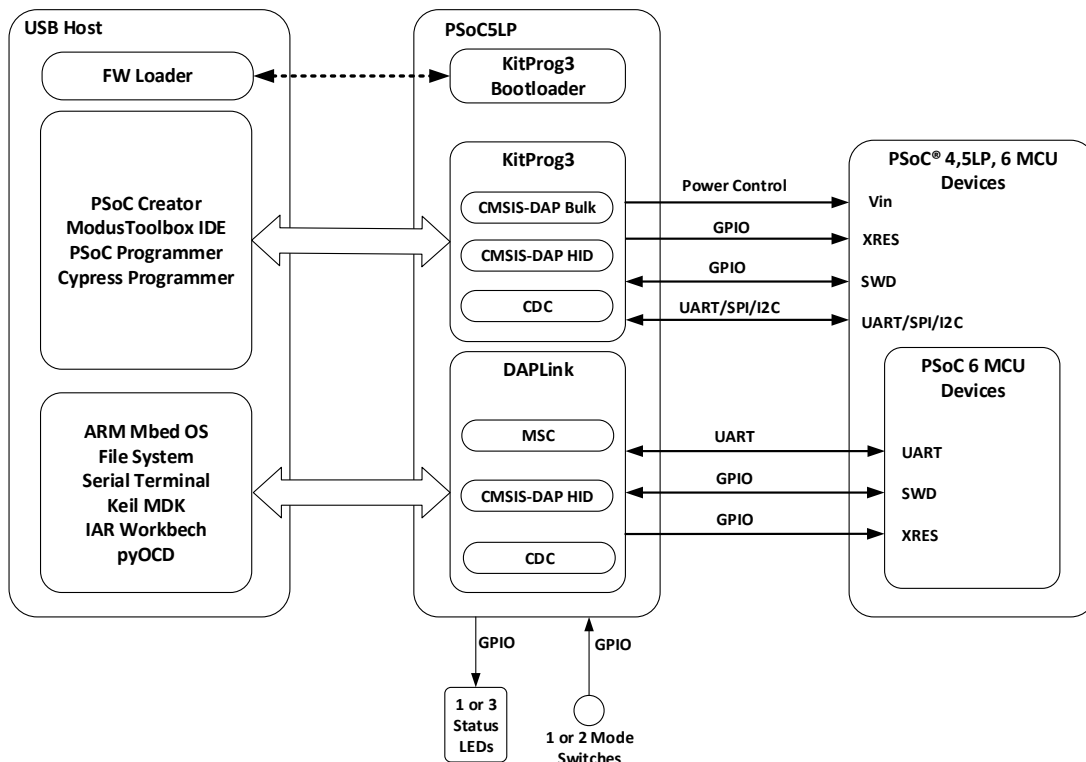 USB Host
FW Loader
PSoC Creator
ModusToolbox IDE
PSoC Programmer
Cypress Programmer
ARM Mbed OS
File System
Serial Terminal
Keil MDK
IAR Workbech
pyOCD
PSoC5LP
KitProg3
Bootloader
KitProg3
CMSIS-DAP Bulk
CMSIS-DAP HID
CDC
DAPLink
MSC
CMSIS-DAP HID
CDC
Power Control
GPIO
GPIO
UART/SPI/I2C
UART
GPIO
GPIO
PSoC® 4,5LP, 6 MCU
Devices
Vin
XRES
SWD
UART/SPI/I2C
PSoC 6 MCU
Devices
UART
SWD
XRES
GPIO
GPIO
1 or 3
Status
LEDs
1 or 2 Mode
Switches